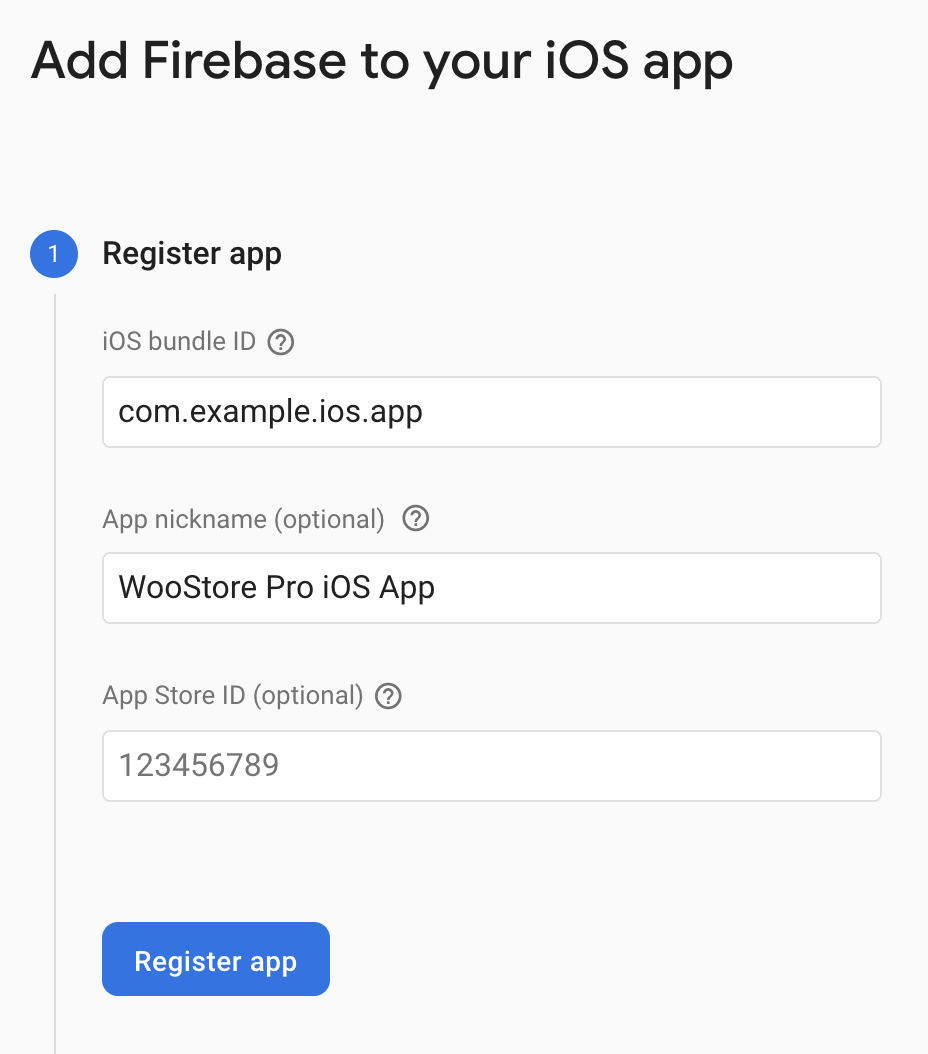 Add Firebase to your iOS app
1 Register app
iOS bundle ID ?
com.example.ios.app
App nickname (optional) ?
WooStore Pro iOS App
App Store ID (optional) ?
123456789
Register app